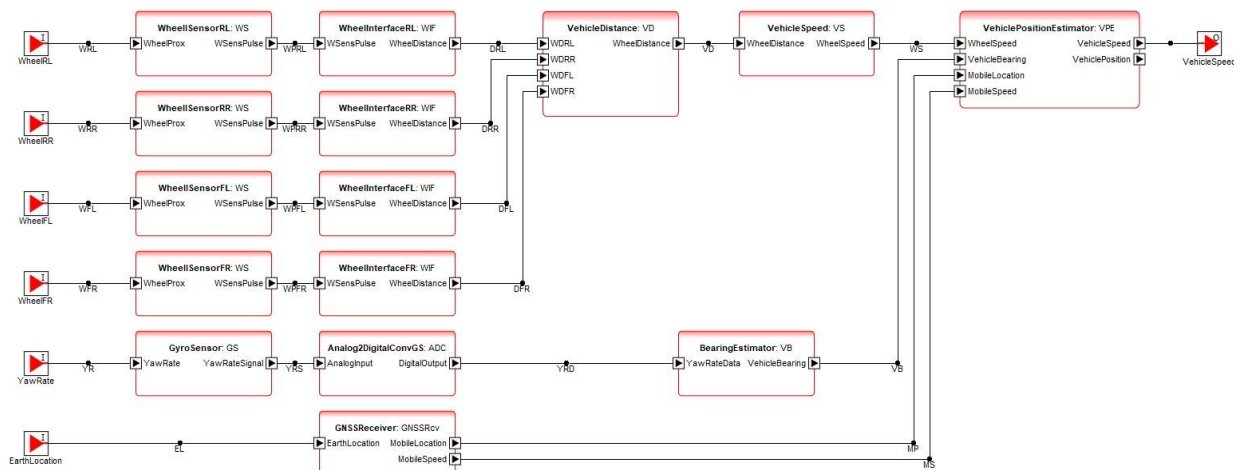 I
WheelRL
WRL
WheellSensorRL: WS
WheelProx
WSensPulse
WPRL
WheelInterfaceRL: WIF
WSensPulse
WheelDistance
DRL
VehicleDistance: VD
WDRL
WheelDistance
WDRR
WDFL
WDFR
VD
VehicleSpeed: VS
WheelDistance
WheelSpeed
WS
VehiclePositionEstimator: VPE
WheelSpeed
VehicleSpeed
VehicleBearing
VehiclePosition
MobileLocation
MobileSpeed
O
VehicleSpeed
I
WheelRR
WRR
WheellSensorRR: WS
WheelProx
WSensPulse
WPRR
WheelInterfaceRR: WIF
WSensPulse
WheelDistance
DRR
I
WheelFL
WFL
WheellSensorFL: WS
WheelProx
WSensPulse
WPFL
WheelInterfaceFL: WIF
WSensPulse
WheelDistance
DFL
I
WheelFR
WFR
WheellSensorFR: WS
WheelProx
WSensPulse
WPFR
WheelInterfaceFR: WIF
WSensPulse
WheelDistance
DFR
I
YawRate
YR
GyroSensor: GS
YawRate
YawRateSignal
YRS
Analog2DigitalConvGS: ADC
AnalogInput
DigitalOutput
YRD
BearingEstimator: VB
YawRateData
VehicleBearing
VB
I
EarthLocation
EL
GNSSReceiver: GNSSRcv
EarthLocation
MobileLocation
MobileSpeed
MP
MS